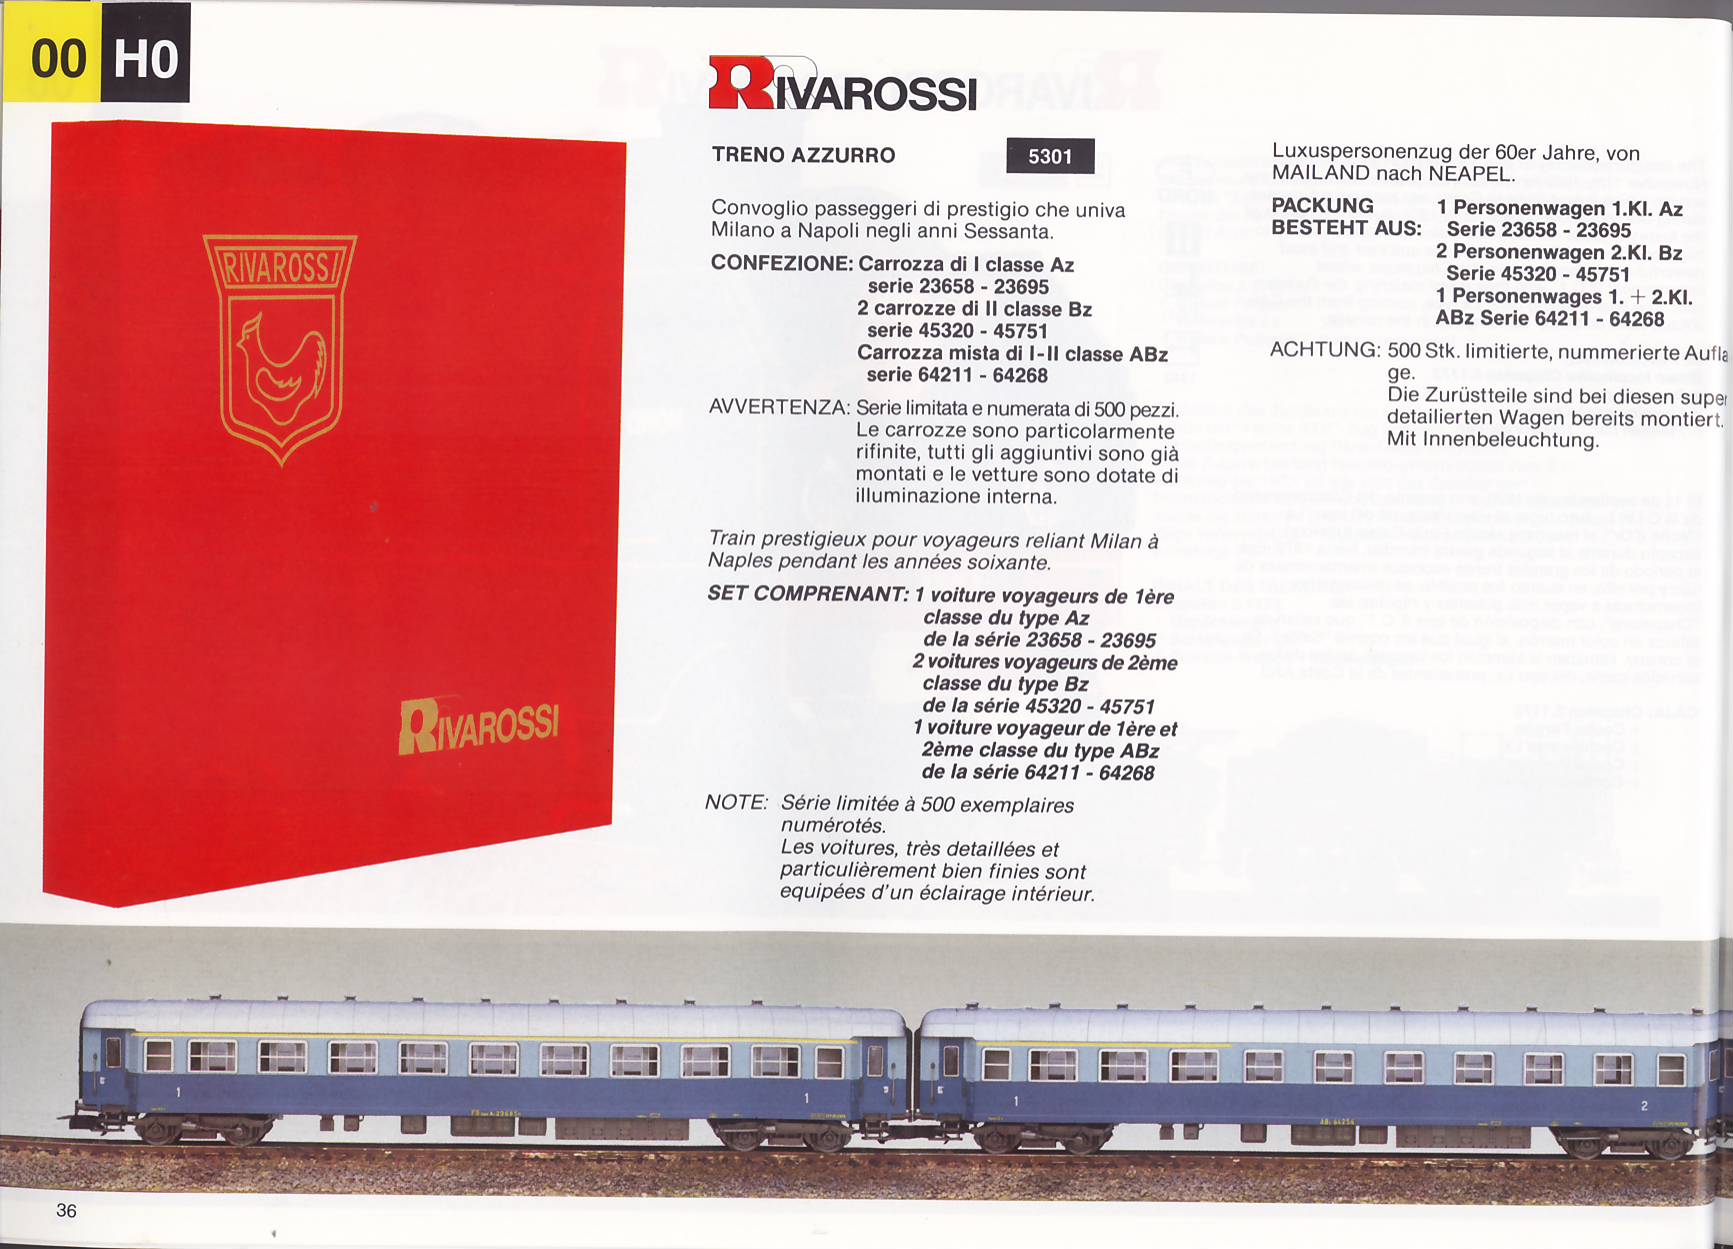 00 H0
RIVAROSSI
RIVAROSSI
RIVAROSSI
TRENO AZZURRO 5301
Convoglio passeggeri di prestigio che univa
Milano a Napoli negli anni Sessanta.
CONFEZIONE: Carrozza di I classe Az
serie 23658 - 23695
2 carrozze di II classe Bz
serie 45320 - 45751
Carrozza mista di I-II classe ABz
serie 64211 - 64268
AVVERTENZA: Serie limitata e numerata di 500 pezzi.
Le carrozze sono particolarmente
rifinite, tutti gli aggiuntivi sono già
montati e le vetture sono dotate di
illuminazione interna.
Train prestigieux pour voyageurs reliant Milan à
Naples pendant les années soixante.
SET COMPRENANT: 1 voiture voyageurs de 1ère
classe du type Az
de la série 23658 - 23695
2 voitures voyageurs de 2ème
classe du type Bz
de la série 45320 - 45751
1 voiture voyageur de 1ère et
2ème classe du type ABz
de la série 64211 - 64268
NOTE: Série limitée à 500 exemplaires
numérotés.
Les voitures, très detaillées et
particulièrement bien finies sont
equipées d'un éclairage intérieur.
Luxuspersonenzug der 60er Jahre, von
MAILAND nach NEAPEL.
PACKUNG 1 Personenwagen 1.Kl. Az
BESTEHT AUS: Serie 23658 - 23695
2 Personenwagen 2.Kl. Bz
Serie 45320 - 45751
1 Personenwages 1. + 2.Kl.
ABz Serie 64211 - 64268
ACHTUNG: 500 Stk. limitierte, nummerierte Aufla
ge.
Die Zurüstteile sind bei diesen super
detailierten Wagen bereits montiert.
Mit Innenbeleuchtung.
1 1 1 2
36